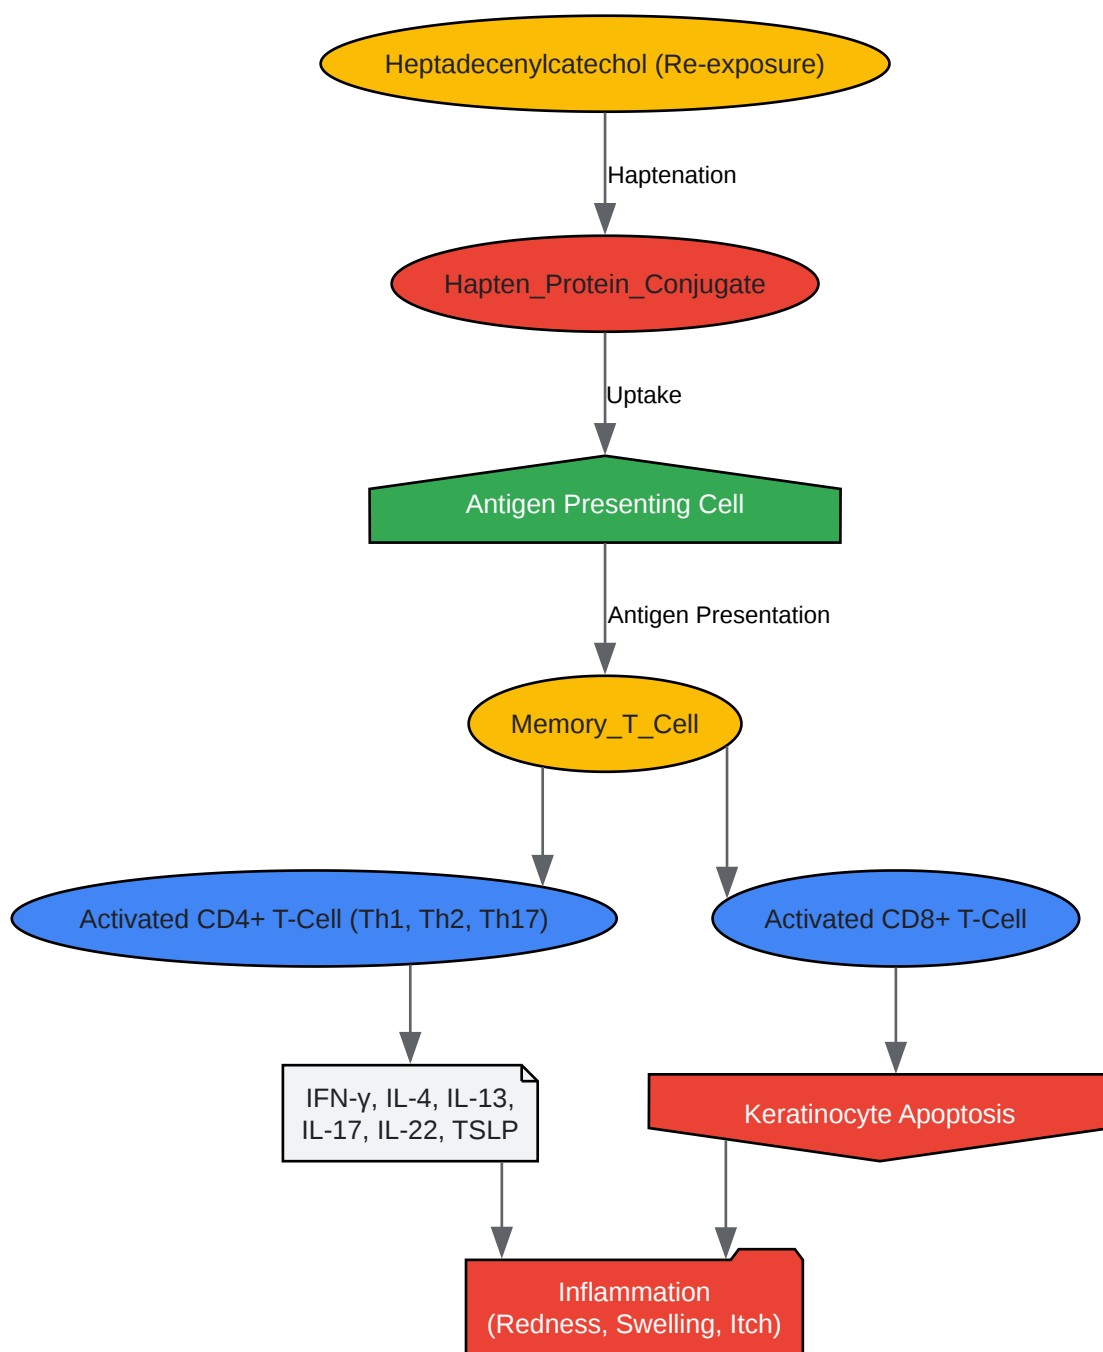 Heptadecenylcatechol (Re-exposure)
Haptenation
Hapten_Protein_Conjugate
Uptake
Antigen Presenting Cell
Antigen Presentation
Memory_T_Cell
Activated CD4+ T-Cell (Th1, Th2, Th17)
Activated CD8+ T-Cell
IFN-γ, IL-4, IL-13,
IL-17, IL-22, TSLP
Keratinocyte Apoptosis
Inflammation
(Redness, Swelling, Itch)